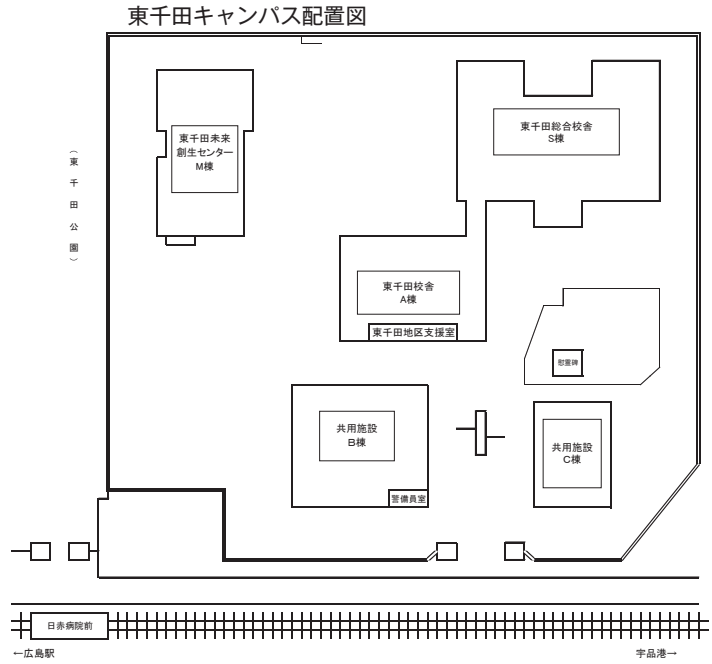 東千田キャンパス配置図
東千田未来
創生センター
M棟
東千田総合校舎
S棟
（東千田公園）
東千田校舎
A棟
東千田地区支援室
慰霊碑
共用施設
B棟
共用施設
C棟
警備員室
日赤病院前
←広島駅
宇品港→